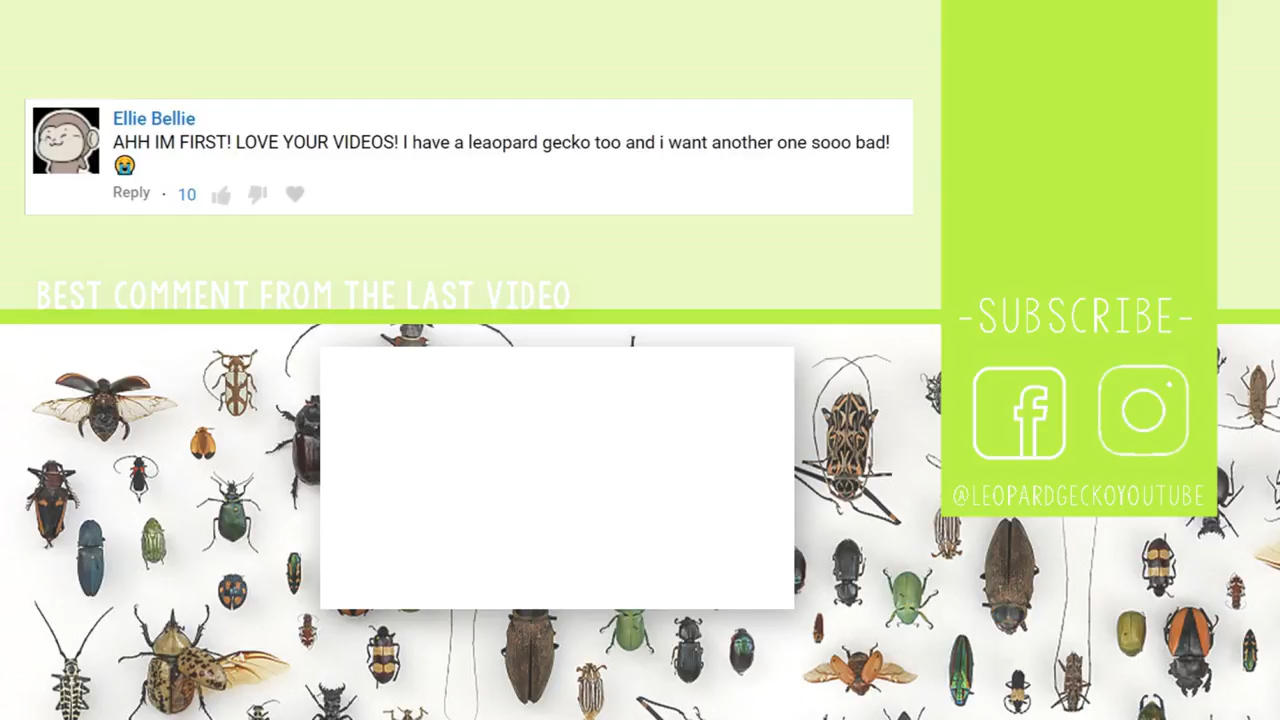 Ellie Bellie
AHH IM FIRST! LOVE YOUR VIDEOS! I have a leaopard gecko too and i want another one sooo bad!
😭
Reply · 10
BEST COMMENT FROM THE LAST VIDEO
-SUBSCRIBE-
@LEOPARDGECKOYOUTUBE